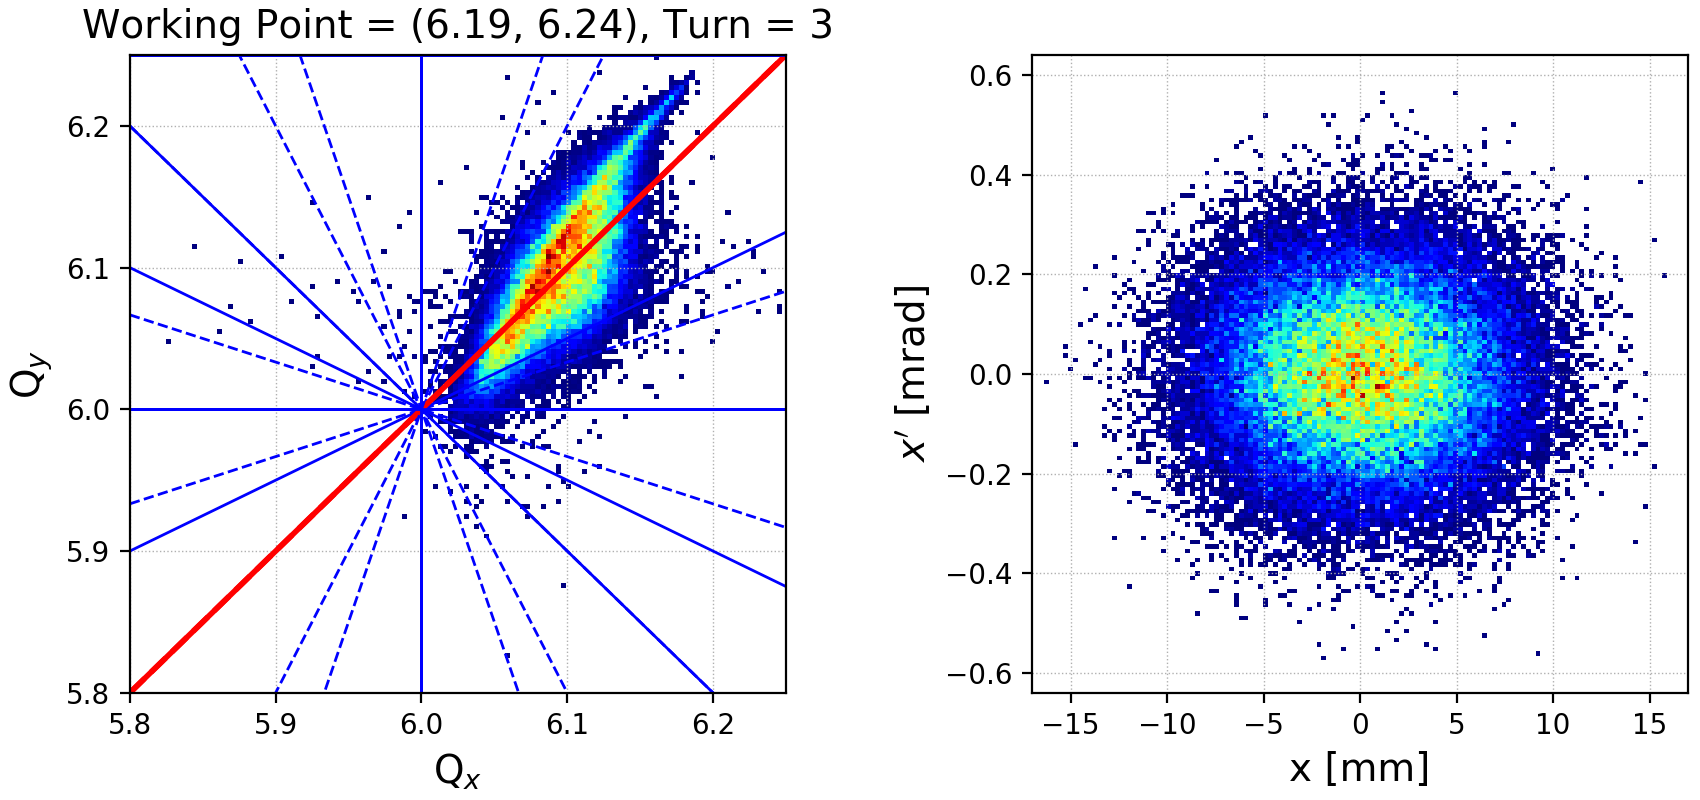 Working Point = (6.19, 6.24), Turn = 3
6.2
6.1
6.0
5.9
5.8
Q_y
5.8 5.9 6.0 6.1 6.2
Q_x
0.6
0.4
0.2
0.0
−0.2
−0.4
−0.6
x′ [mrad]
−15 −10 −5 0 5 10 15
x [mm]